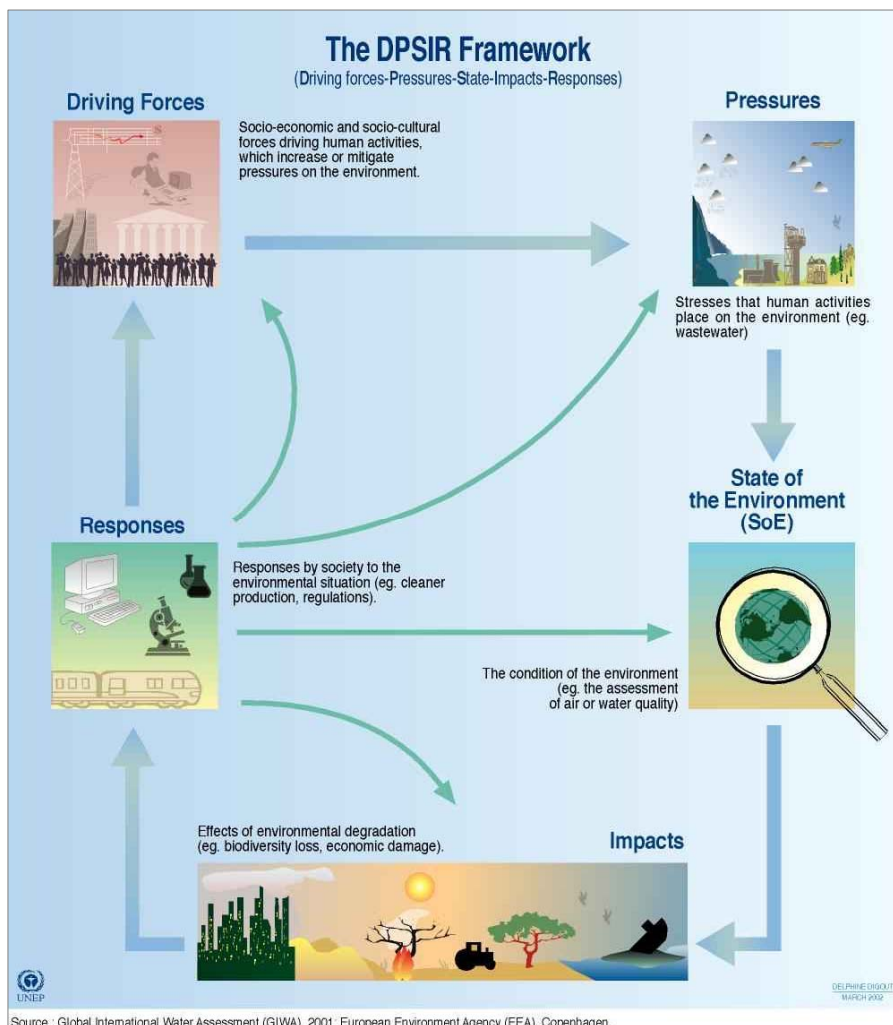 The DPSIR Framework
(Driving forces-Pressures-State-Impacts-Responses)
Driving Forces
Socio-economic and socio-cultural
forces driving human activities,
which increase or mitigate
pressures on the environment.
Pressures
Stresses that human activities
place on the environment (eg.
wastewater)
State of
the Environment
(SoE)
Responses
Responses by society to the
environmental situation (eg. cleaner
production, regulations).
The condition of the environment
(eg. the assessment
of air or water quality)
Effects of environmental degradation
(eg. biodiversity loss, economic damage).
Impacts
UNEP
DELPHINE DIGOUT
MARCH 2002
Source : Global International Water Assessment (GIWA), 2001; European Environment Agency (EEA), Copenhagen.